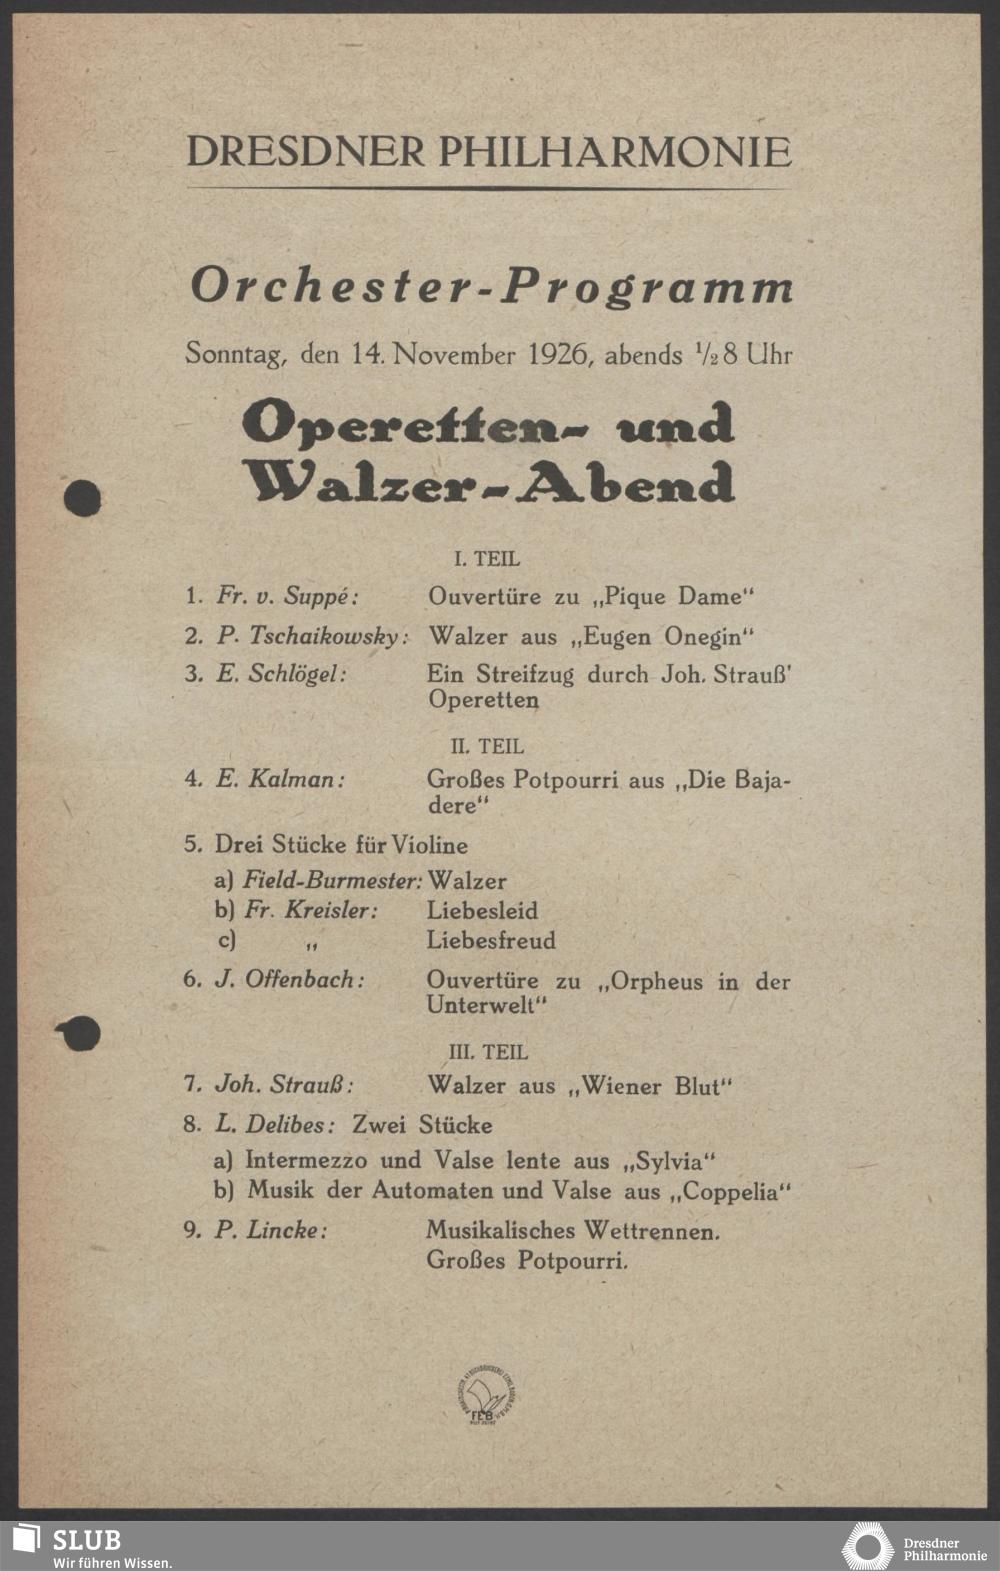 DRESDNER PHILHARMONIE
Orchester-Programm
Sonntag, den 14. November 1926, abends ½8 Uhr
Operetten- und
Walzer-Abend
I. TEIL
1. Fr. v. Suppé: Ouvertüre zu „Pique Dame“
2. P. Tschaikowsky: Walzer aus „Eugen Onegin“
3. E. Schlögel: Ein Streifzug durch Joh. Strauß'
Operetten
II. TEIL
4. E. Kalman: Großes Potpourri aus „Die Baja-
dere“
5. Drei Stücke für Violine
a) Field-Burmester: Walzer
b) Fr. Kreisler: Liebesleid
c) „ Liebesfreud
6. J. Offenbach: Ouvertüre zu „Orpheus in der
Unterwelt“
III. TEIL
7. Joh. Strauß: Walzer aus „Wiener Blut“
8. L. Delibes: Zwei Stücke
a) Intermezzo und Valse lente aus „Sylvia“
b) Musik der Automaten und Valse aus „Coppelia“
9. P. Lincke: Musikalisches Wettrennen.
Großes Potpourri.
FEB
SLUB
Wir führen Wissen.
Dresdner
Philharmonie